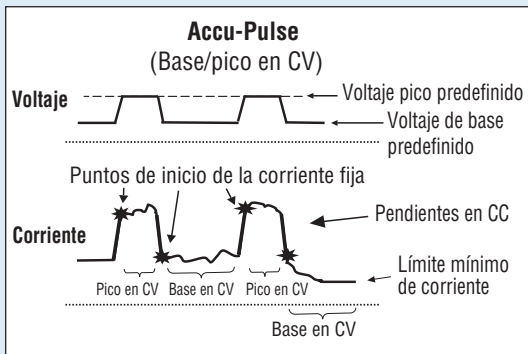 Accu-Pulse
(Base/pico en CV)
Voltaje
Voltaje pico predefinido
Voltaje de base
predefinido
Puntos de inicio de la corriente fija
Pendientes en CC
Corriente
Límite mínimo
de corriente
Pico en CV Base en CV Pico en CV
Base en CV